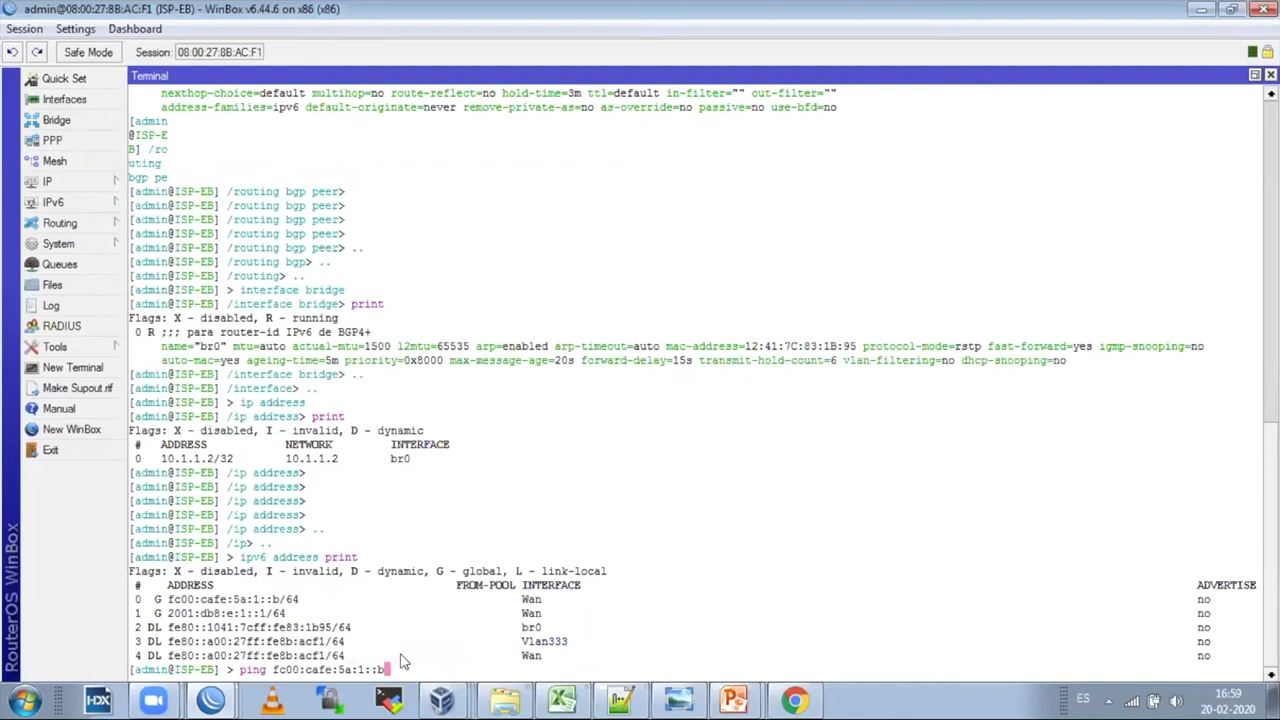 admin@08:00:27:8B:AC:F1 (ISP-EB) - WinBox v6.44.6 on x86 (x86)
Session Settings Dashboard
Safe Mode Session: 08:00:27:8B:AC:F1
Terminal
Quick Set
Interfaces
Bridge
PPP
Mesh
IP
IPv6
Routing
System
Queues
Files
Log
RADIUS
Tools
New Terminal
Make Supout.rif
Manual
New WinBox
Exit
RouterOS WinBox
nexthop-choice=default multihop=no route-reflect=no hold-time=3m ttl=default in-filter="" out-filter=""
address-families=ipv6 default-originate=never remove-private-as=no as-override=no passive=no use-bfd=no
[admin
@ISP-E
B] /ro
uting
bgp pe
[admin@ISP-EB] /routing bgp peer>
[admin@ISP-EB] /routing bgp peer>
[admin@ISP-EB] /routing bgp peer>
[admin@ISP-EB] /routing bgp peer>
[admin@ISP-EB] /routing bgp peer> ..
[admin@ISP-EB] /routing bgp> ..
[admin@ISP-EB] /routing> ..
[admin@ISP-EB] > interface bridge
[admin@ISP-EB] /interface bridge> print
Flags: X - disabled, R - running
0 R ;;; para router-id IPv6 de BGP4+
name="br0" mtu=auto actual-mtu=1500 l2mtu=65535 arp=enabled arp-timeout=auto mac-address=12:41:7C:83:1B:95 protocol-mode=rstp fast-forward=yes igmp-snooping=no
auto-mac=yes ageing-time=5m priority=0x8000 max-message-age=20s forward-delay=15s transmit-hold-count=6 vlan-filtering=no dhcp-snooping=no
[admin@ISP-EB] /interface bridge> ..
[admin@ISP-EB] /interface> ..
[admin@ISP-EB] > ip address
[admin@ISP-EB] /ip address> print
Flags: X - disabled, I - invalid, D - dynamic
# ADDRESS NETWORK INTERFACE
0 10.1.1.2/32 10.1.1.2 br0
[admin@ISP-EB] /ip address>
[admin@ISP-EB] /ip address>
[admin@ISP-EB] /ip address>
[admin@ISP-EB] /ip address>
[admin@ISP-EB] /ip address> ..
[admin@ISP-EB] /ip> ..
[admin@ISP-EB] > ipv6 address print
Flags: X - disabled, I - invalid, D - dynamic, G - global, L - link-local
# ADDRESS FROM-POOL INTERFACE ADVERTISE
0 G fc00:cafe:5a:1::b/64 Wan no
1 G 2001:db8:e:1::1/64 Wan no
2 DL fe80::1041:7cff:fe83:1b95/64 br0 no
3 DL fe80::a00:27ff:fe8b:acf1/64 Vlan333 no
4 DL fe80::a00:27ff:fe8b:acf1/64 Wan no
[admin@ISP-EB] > ping fc00:cafe:5a:1::b
HDX
ES
16:59
20-02-2020